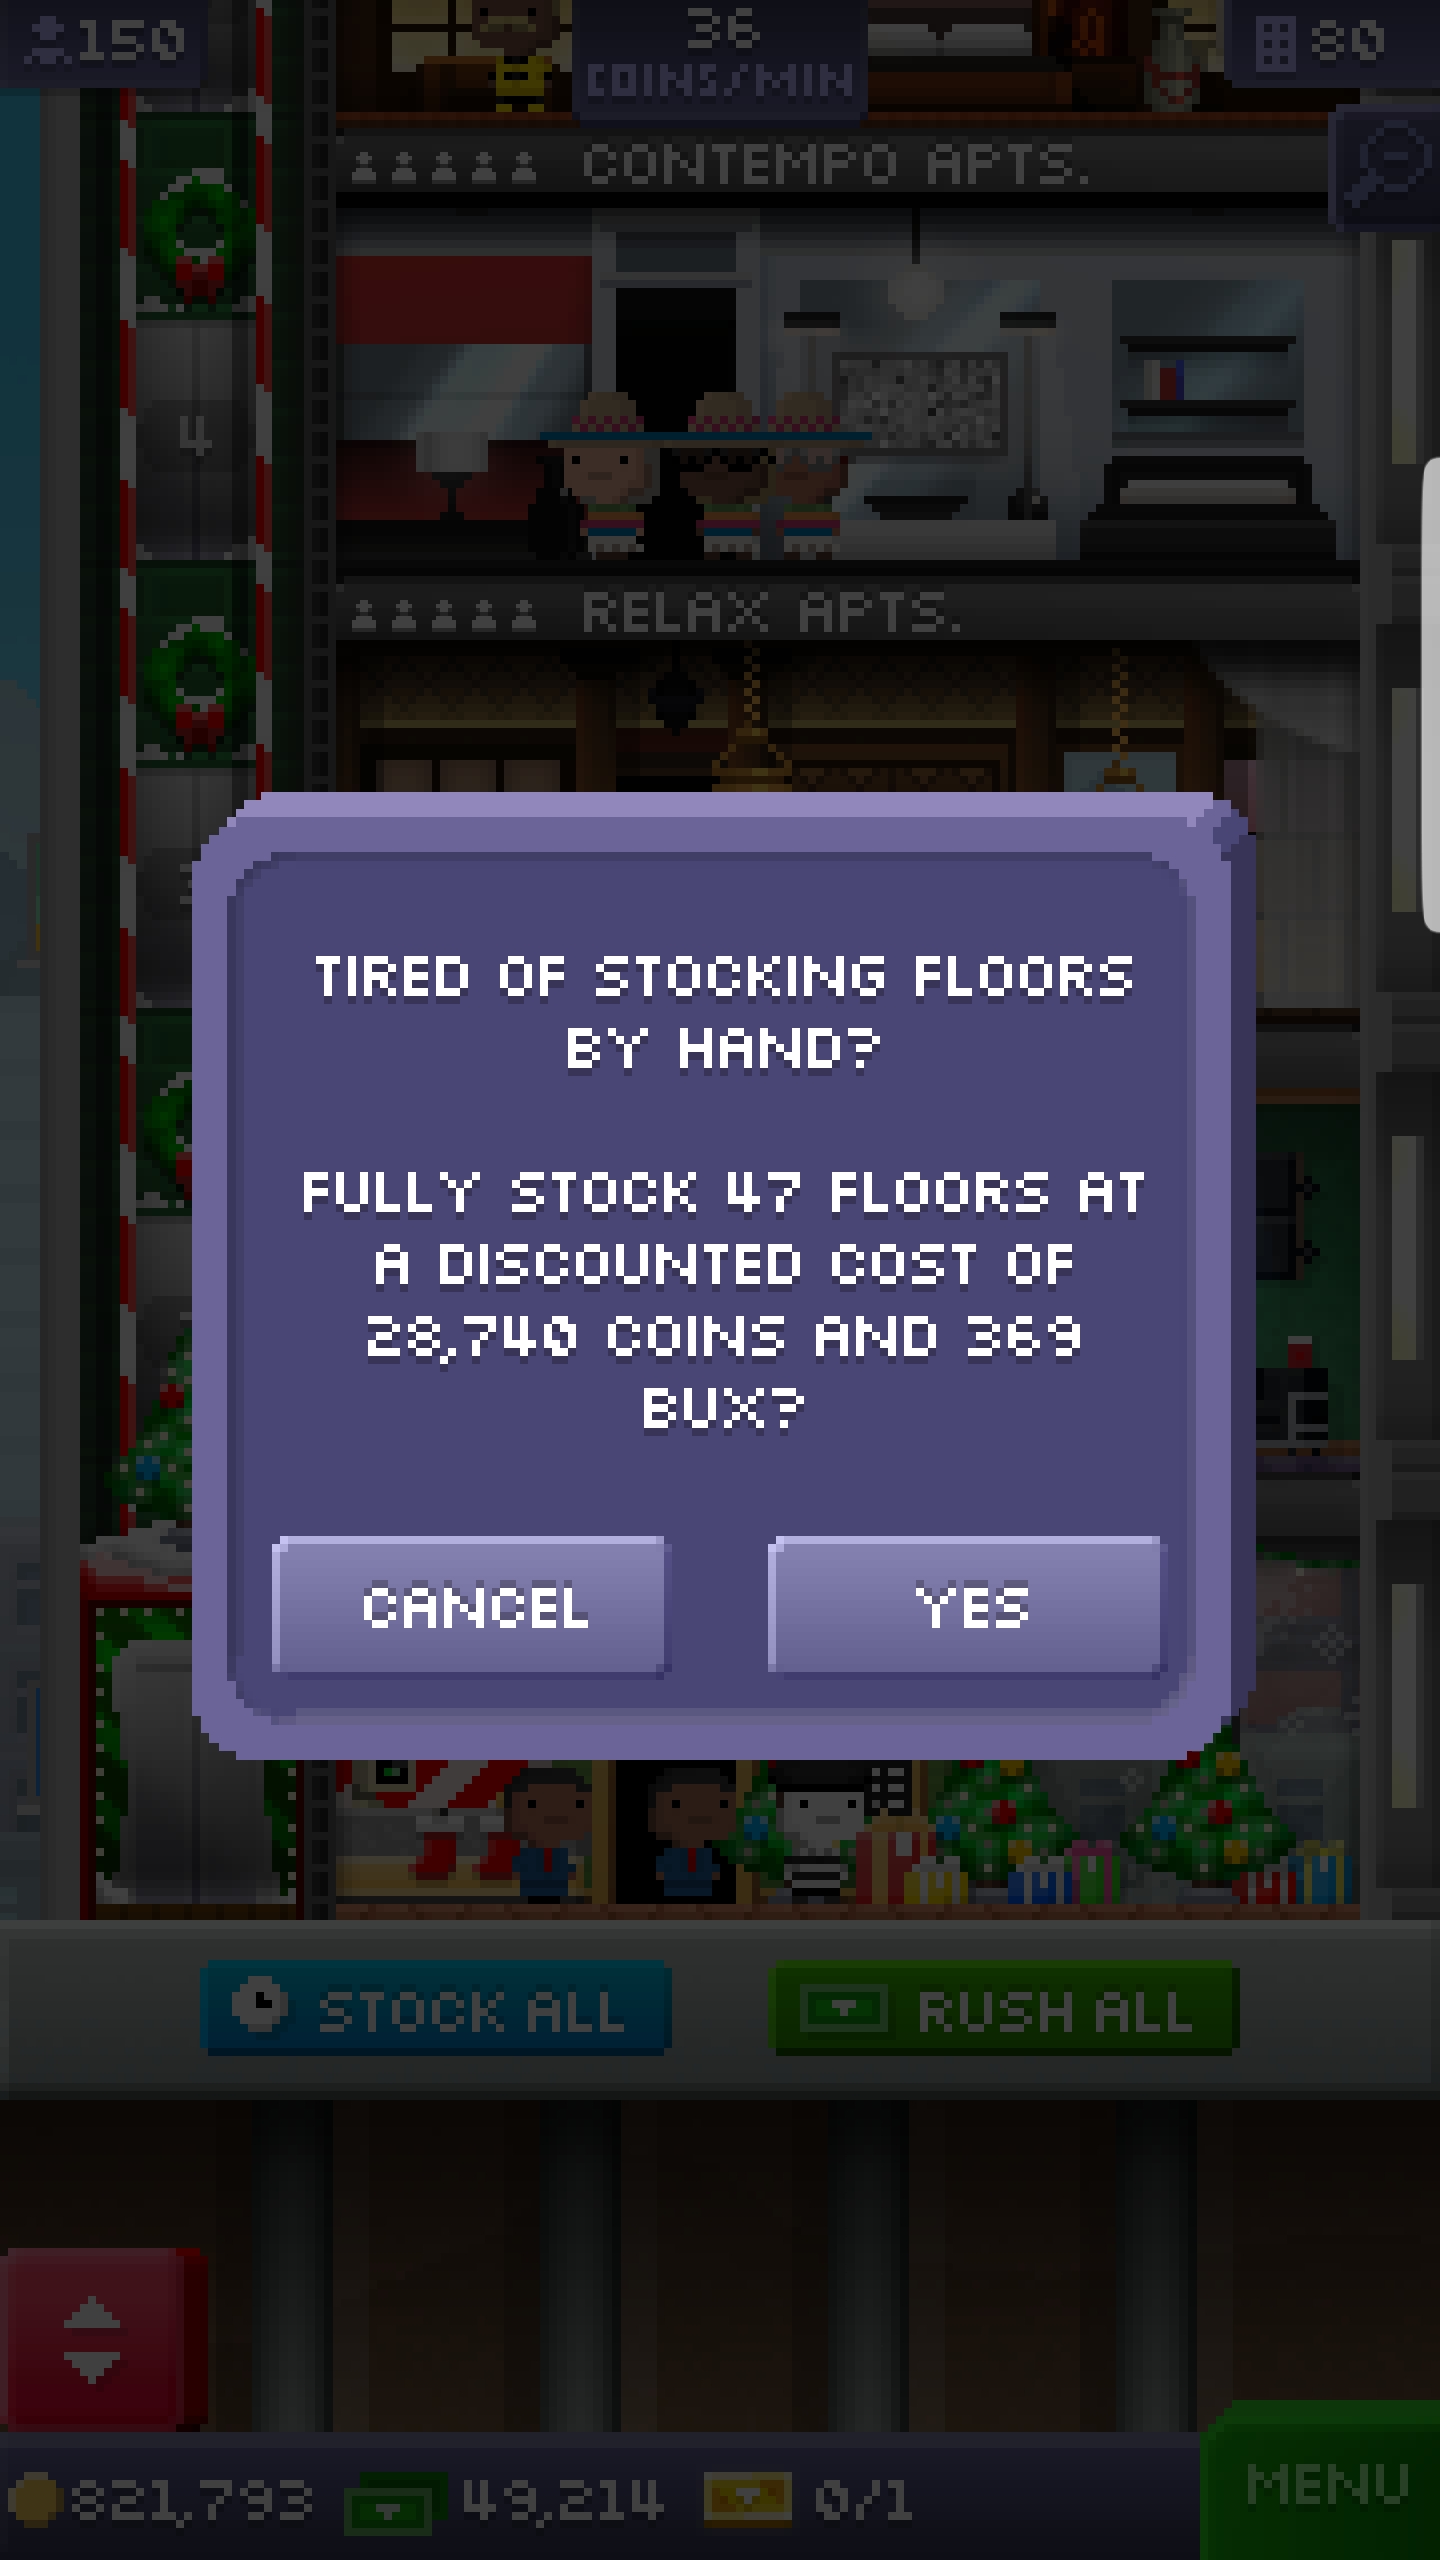 150
36
COINS/MIN
80
CONTEMPO APTS.
4
RELAX APTS.
TIRED OF STOCKING FLOORS
BY HAND?
FULLY STOCK 47 FLOORS AT
A DISCOUNTED COST OF
28,740 COINS AND 369
BUX?
CANCEL
YES
STOCK ALL
RUSH ALL
821,793
49,214
0/1
MENU